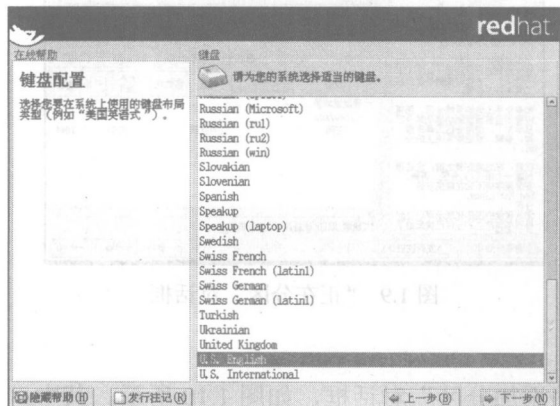 redhat
在线帮助
键盘配置
选择您要在系统上使用的键盘布局
类型（例如“美国英语式”）。
键盘
请为您的系统选择适当的键盘。
Russian (Microsoft)
Russian (ru1)
Russian (ru2)
Russian (win)
Slovakian
Slovenian
Spanish
Speakup
Speakup (laptop)
Swedish
Swiss French
Swiss French (latin1)
Swiss German
Swiss German (latin1)
Turkish
Ukrainian
United Kingdom
U.S. English
U.S. International
隐藏帮助(H)
发行注记(R)
上一步(B)
下一步(N)